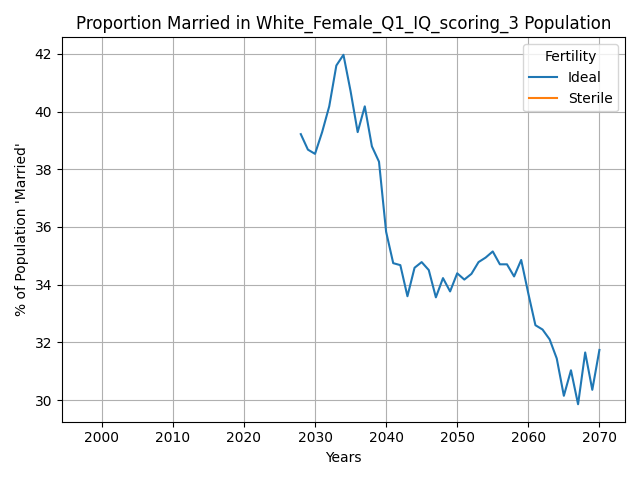 Proportion Married in White_Female_Q1_IQ_scoring_3 Population
Fertility
Ideal
Sterile
% of Population 'Married'
42
40
38
36
34
32
30
2000
2010
2020
2030
2040
2050
2060
2070
Years